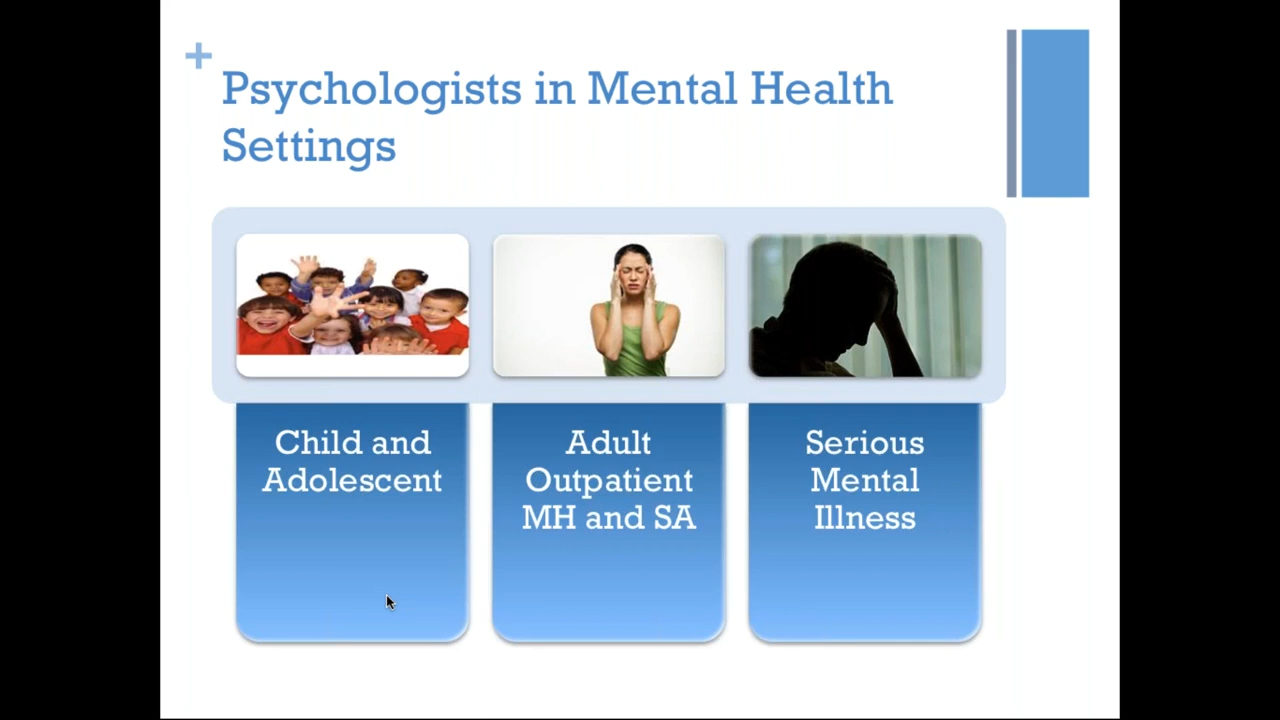 +
Psychologists in Mental Health
Settings
Child and
Adolescent
Adult
Outpatient
MH and SA
Serious
Mental
Illness